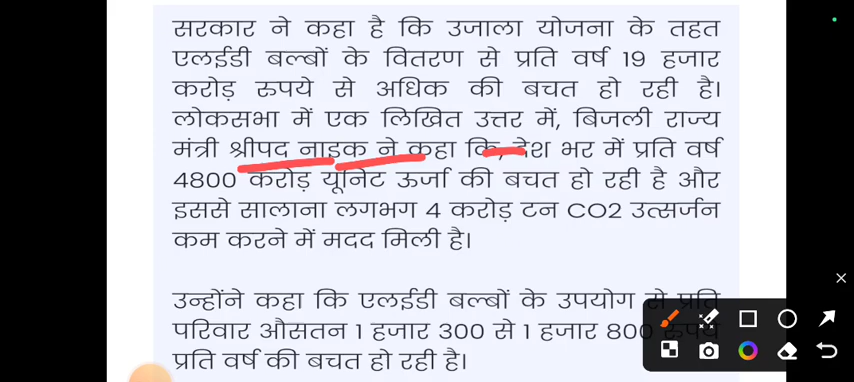 सरकार ने कहा है कि उजाला योजना के तहत
एलईडी बल्बों के वितरण से प्रति वर्ष 19 हजार
करोड़ रुपये से अधिक की बचत हो रही है।
लोकसभा में एक लिखित उत्तर में, बिजली राज्य
मंत्री श्रीपद नाइक ने कहा कि, देश भर में प्रति वर्ष
4800 करोड़ यूनिट ऊर्जा की बचत हो रही है और
इससे सालाना लगभग 4 करोड़ टन CO2 उत्सर्जन
कम करने में मदद मिली है।
उन्होंने कहा कि एलईडी बल्बों के उपयोग से प्रति
परिवार औसतन 1 हजार 300 से 1 हजार 800 रुपये
प्रति वर्ष की बचत हो रही है।